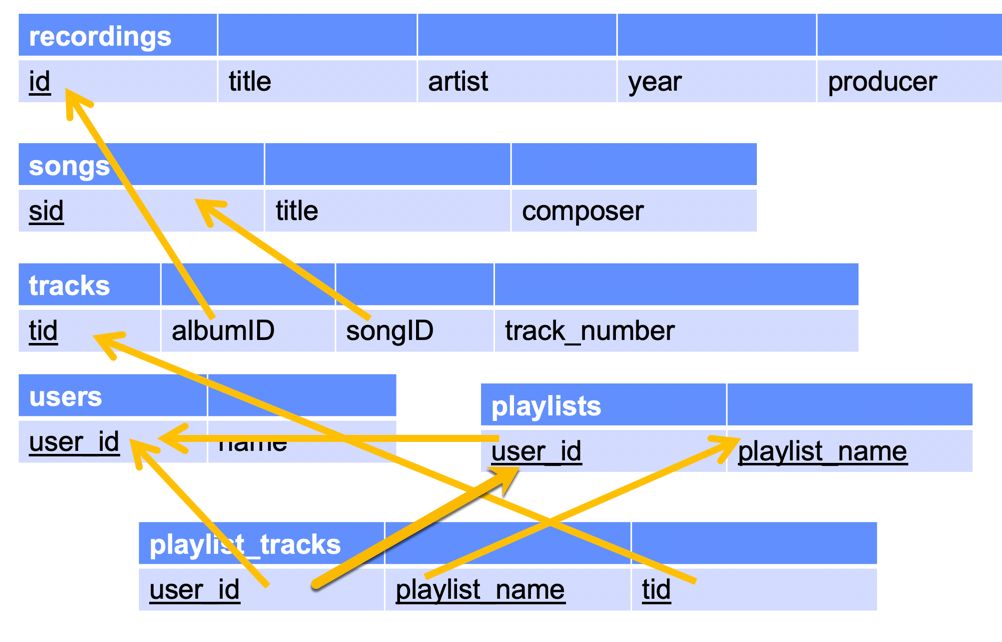 recordings
id title artist year producer
songs
sid title composer
tracks
tid albumID songID track_number
users
user_id name
playlists
user_id playlist_name
playlist_tracks
user_id playlist_name tid